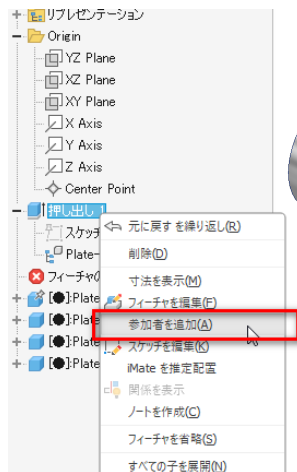 リプレゼンテーション
Origin
YZ Plane
XZ Plane
XY Plane
X Axis
Y Axis
Z Axis
Center Point
押し出し 1
元に戻す を繰り返し(R)
スケッチ
削除(D)
Plate-
寸法を表示(M)
フィーチャの
フィーチャを編集(E)
[●]:Plate
参加者を追加(A)
[●]:Plate
[●]:Plate
スケッチを編集(K)
iMate を推定配置
[●]:Plate
関係を表示
ノートを作成(C)
フィーチャを省略(S)
すべての子を展開(N)